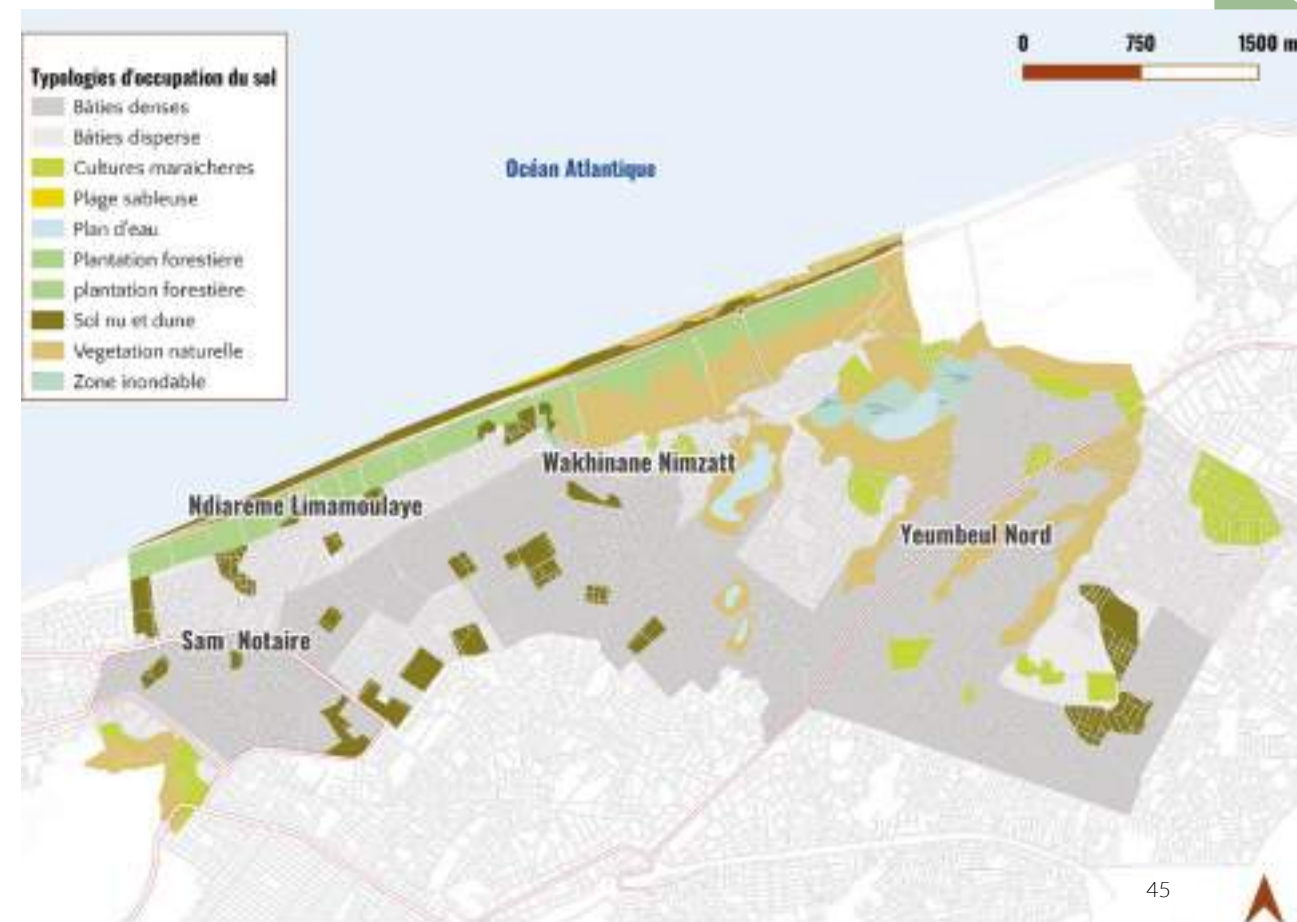 0 750 1500 m
Typologies d'occupation du sol
Bâties denses
Bâties disperse
Cultures maraicheres
Plage sableuse
Plan d'eau
Plantation forestiere
plantation forestière
Sol nu et dune
Vegetation naturelle
Zone inondable
Océan Atlantique
Wakhinane Nimzatt
Ndiareme Limamoulaye
Yeumbeul Nord
Sam Notaire
45